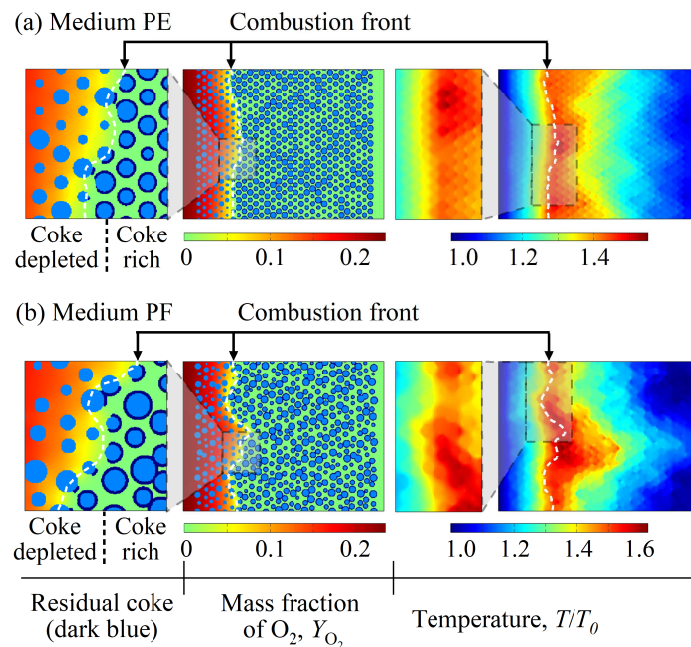 (a) Medium PE Combustion front
Coke Coke
depleted rich
0 0.1 0.2
1.0 1.2 1.4
(b) Medium PF Combustion front
Coke Coke
depleted rich
0 0.1 0.2
1.0 1.2 1.4 1.6
Residual coke
(dark blue)
Mass fraction
of O₂, Y_O₂
Temperature, T/T₀